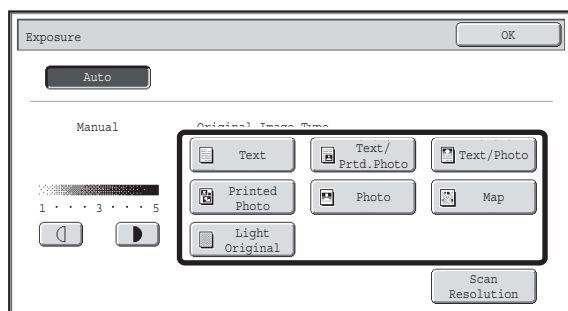 Exposure
OK
Auto
Manual
Original Image Type
Text
Text/
Prtd.Photo
Text/Photo
1 · · · 3 · · · 5
Printed
Photo
Photo
Map
Light
Original
Scan
Resolution